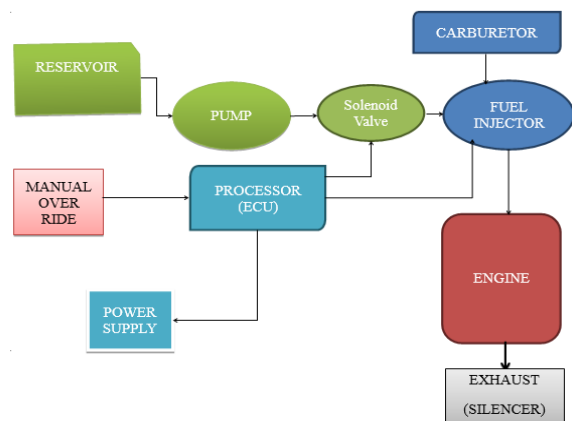 CARBURETOR
RESERVOIR
PUMP
Solenoid
Valve
FUEL
INJECTOR
MANUAL
OVER
RIDE
PROCESSOR
(ECU)
POWER
SUPPLY
ENGINE
EXHAUST
(SILENCER)